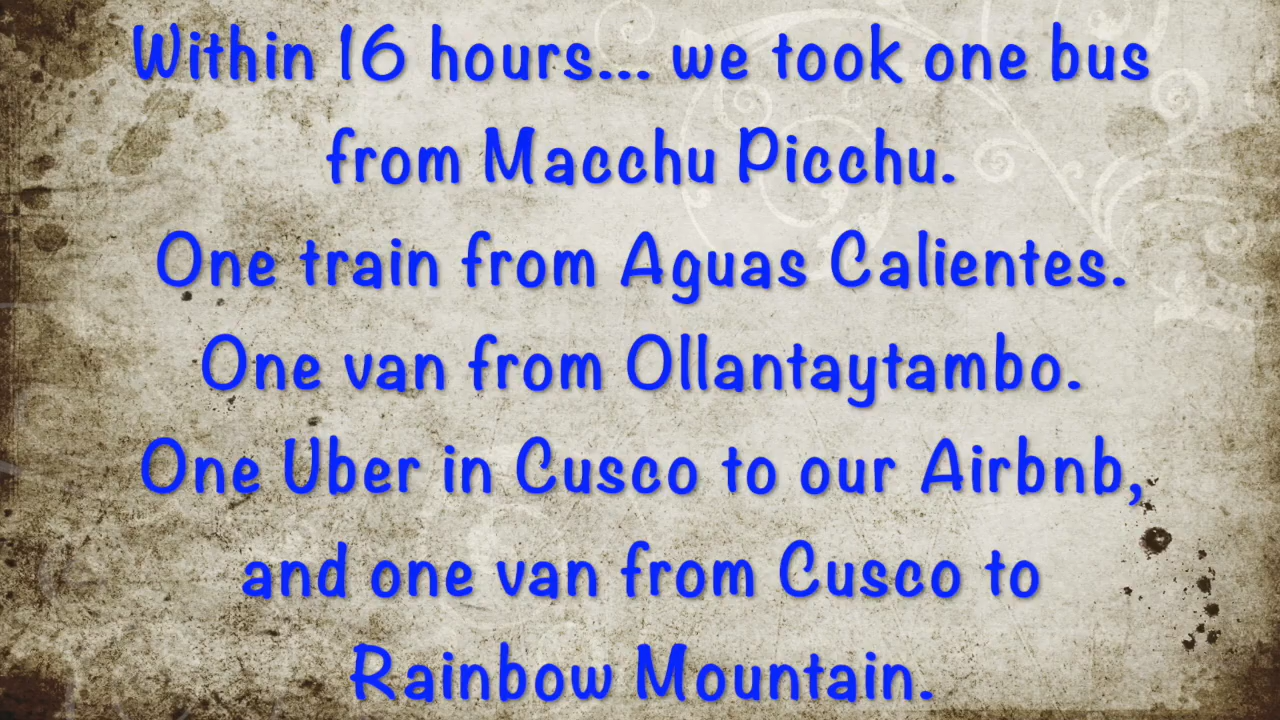 Within 16 hours... we took one bus
from Macchu Picchu.
One train from Aguas Calientes.
One van from Ollantaytambo.
One Uber in Cusco to our Airbnb,
and one van from Cusco to
Rainbow Mountain.